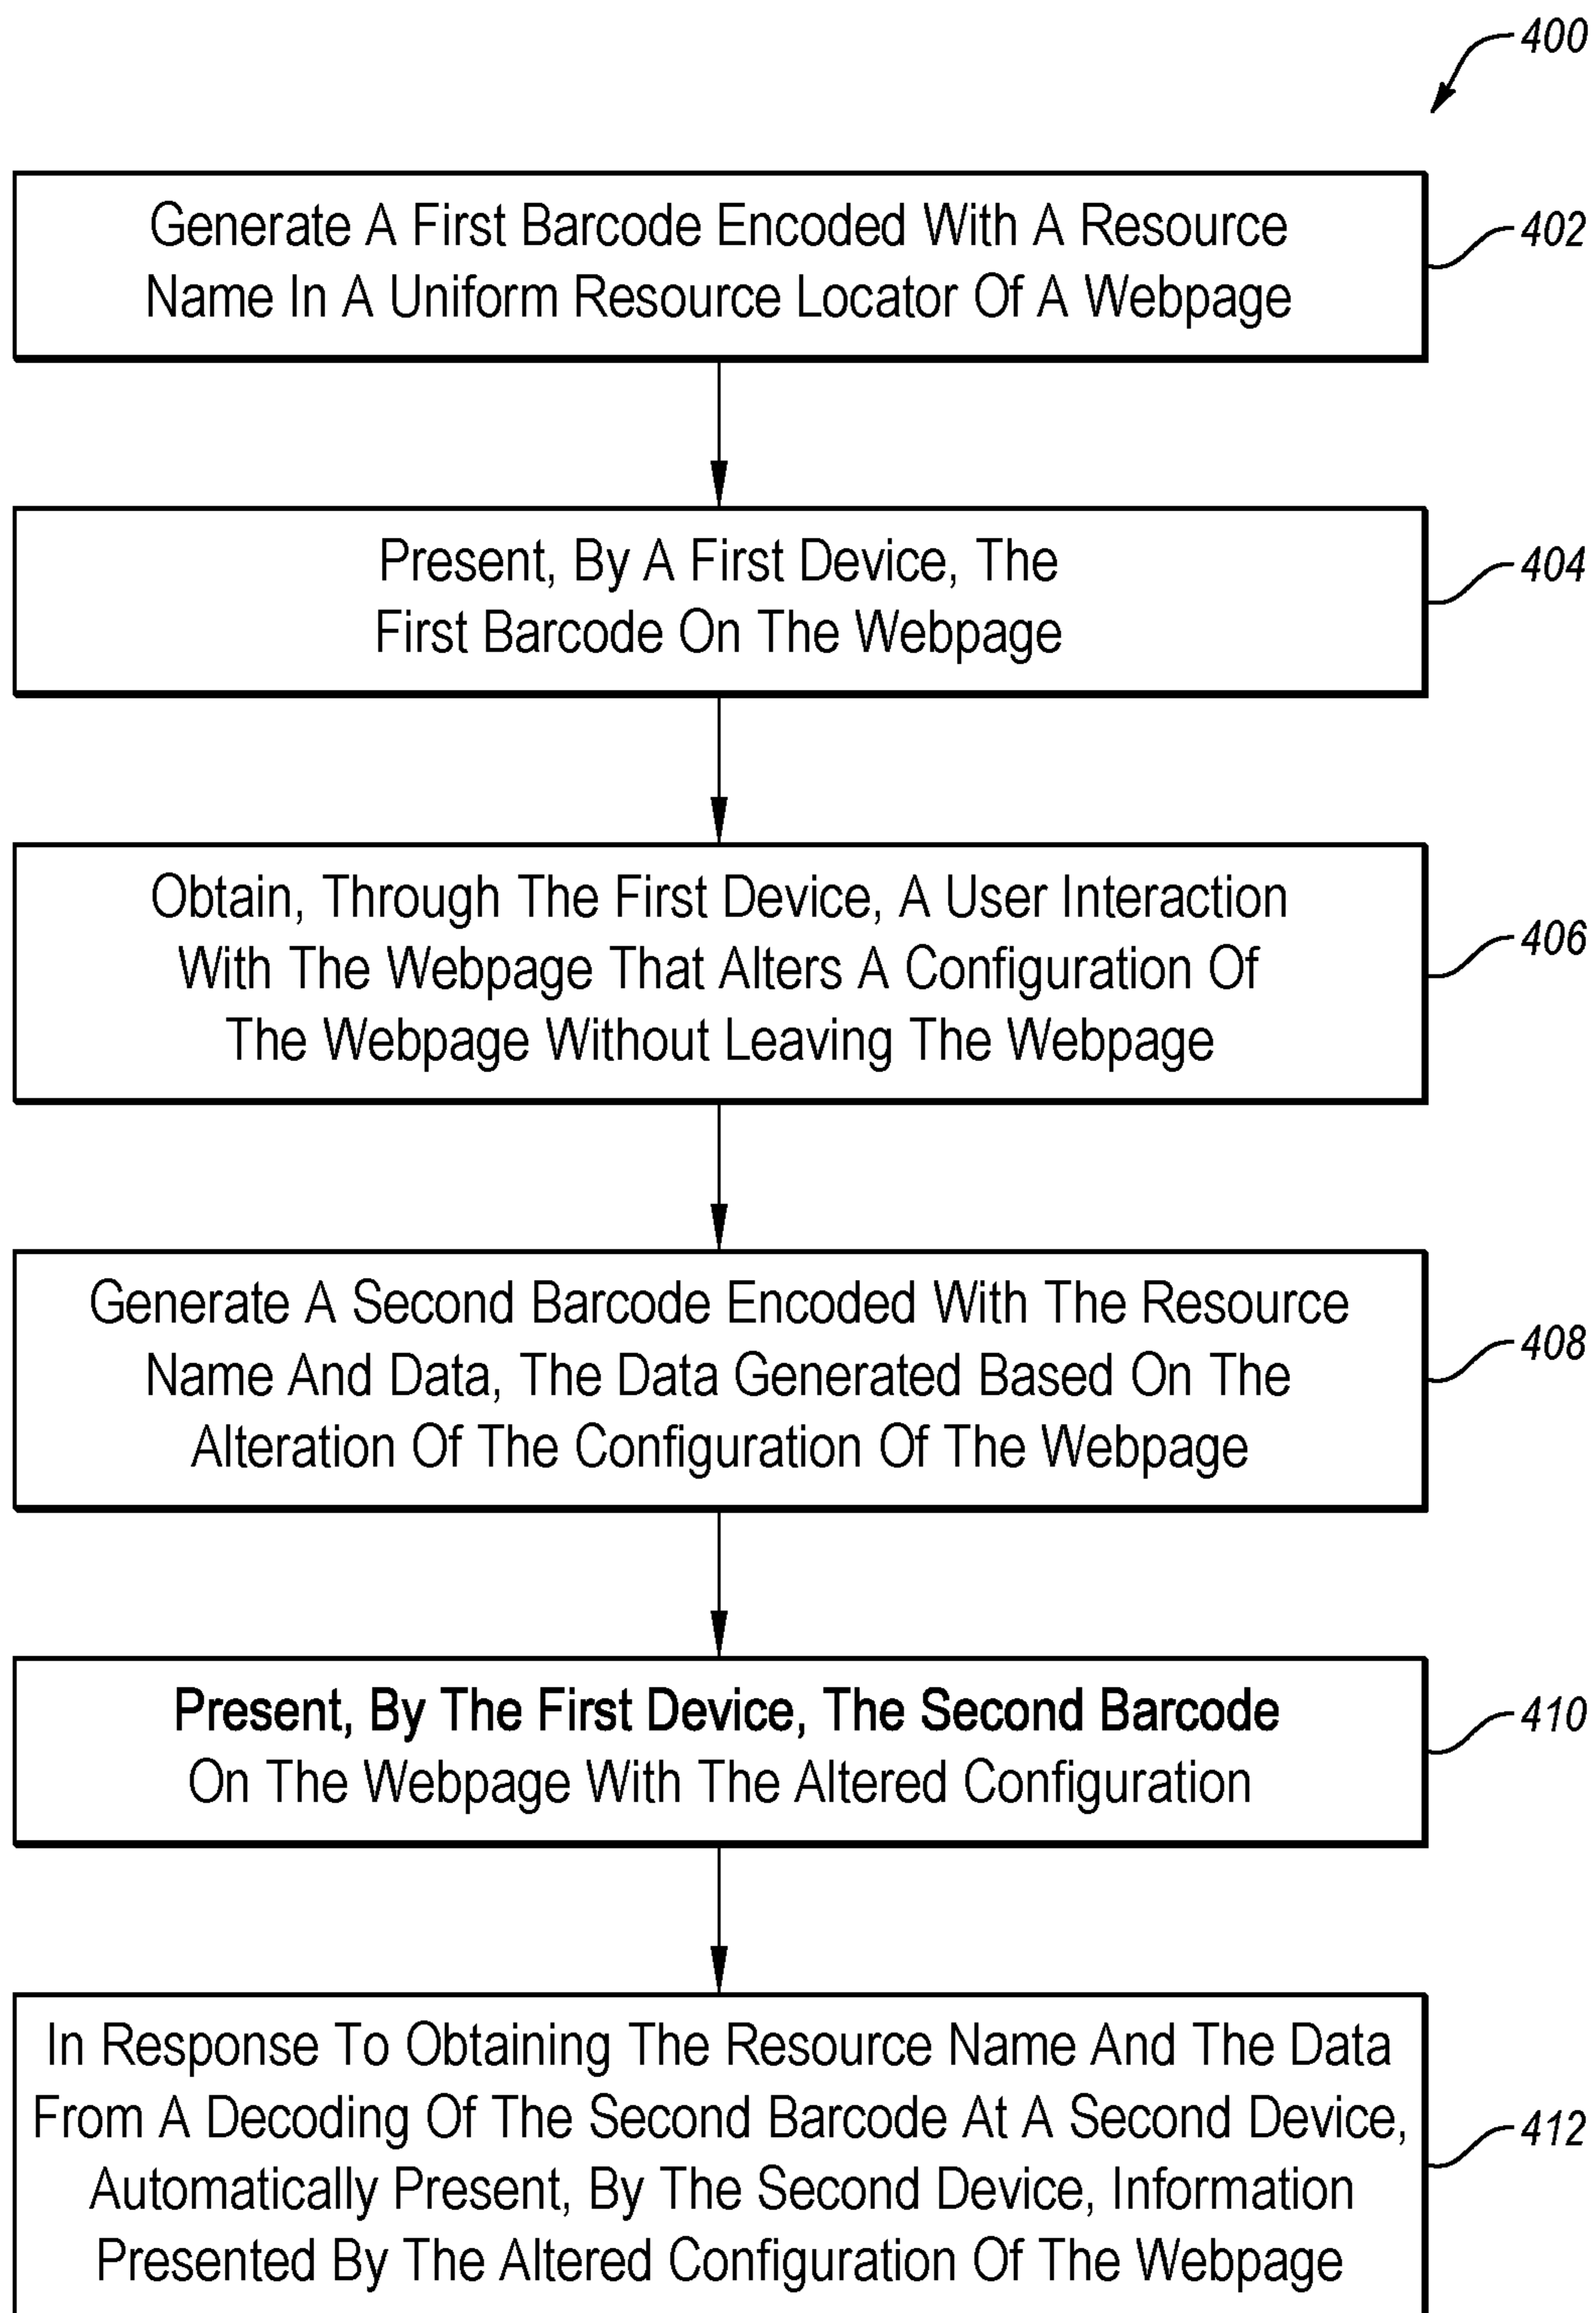 400
Generate A First Barcode Encoded With A Resource
Name In A Uniform Resource Locator Of A Webpage
402
Present, By A First Device, The
First Barcode On The Webpage
404
Obtain, Through The First Device, A User Interaction
With The Webpage That Alters A Configuration Of
The Webpage Without Leaving The Webpage
406
Generate A Second Barcode Encoded With The Resource
Name And Data, The Data Generated Based On The
Alteration Of The Configuration Of The Webpage
408
Present, By The First Device, The Second Barcode
On The Webpage With The Altered Configuration
410
In Response To Obtaining The Resource Name And The Data
From A Decoding Of The Second Barcode At A Second Device,
Automatically Present, By The Second Device, Information
Presented By The Altered Configuration Of The Webpage
412